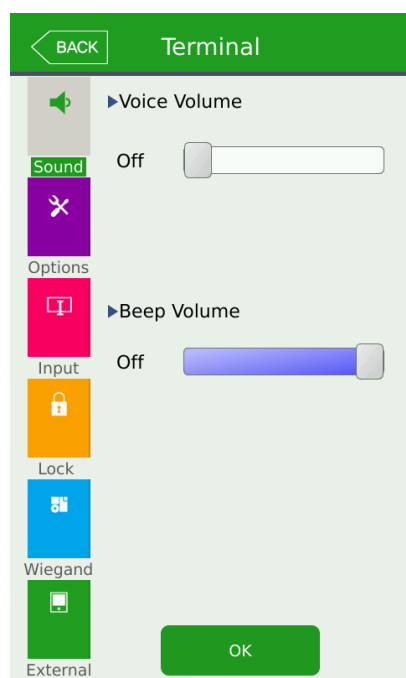 BACK Terminal
Voice Volume
Off
Sound
Options
Beep Volume
Off
Input
Lock
Wiegand
External
OK